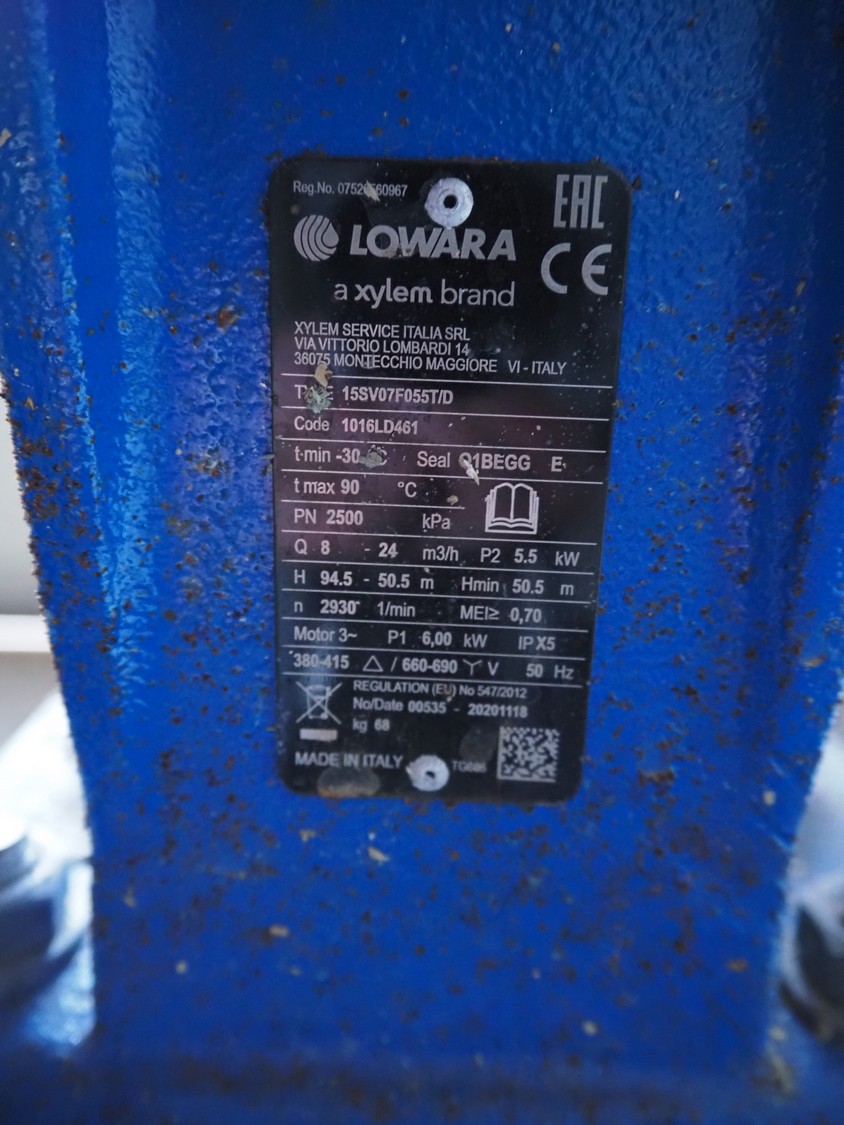 Reg.No. 07520560967
EAC
LOWARA
CE
a xylem brand
XYLEM SERVICE ITALIA SRL
VIA VITTORIO LOMBARDI 14
36075 MONTECCHIO MAGGIORE VI - ITALY
TYPE 15SV07F055T/D
Code 1016LD461
t min -30 °C Seal Q1BEGG E
t max 90 °C
PN 2500 kPa
Q 8 - 24 m3/h P2 5.5 kW
H 94.5 - 50.5 m Hmin 50.5 m
n 2930 1/min MEI≥ 0,70
Motor 3~ P1 6,00 kW IP X5
380-415 △ / 660-690 Y V 50 Hz
REGULATION (EU) No 547/2012
No/Date 00535 - 20201118
kg 68
MADE IN ITALY